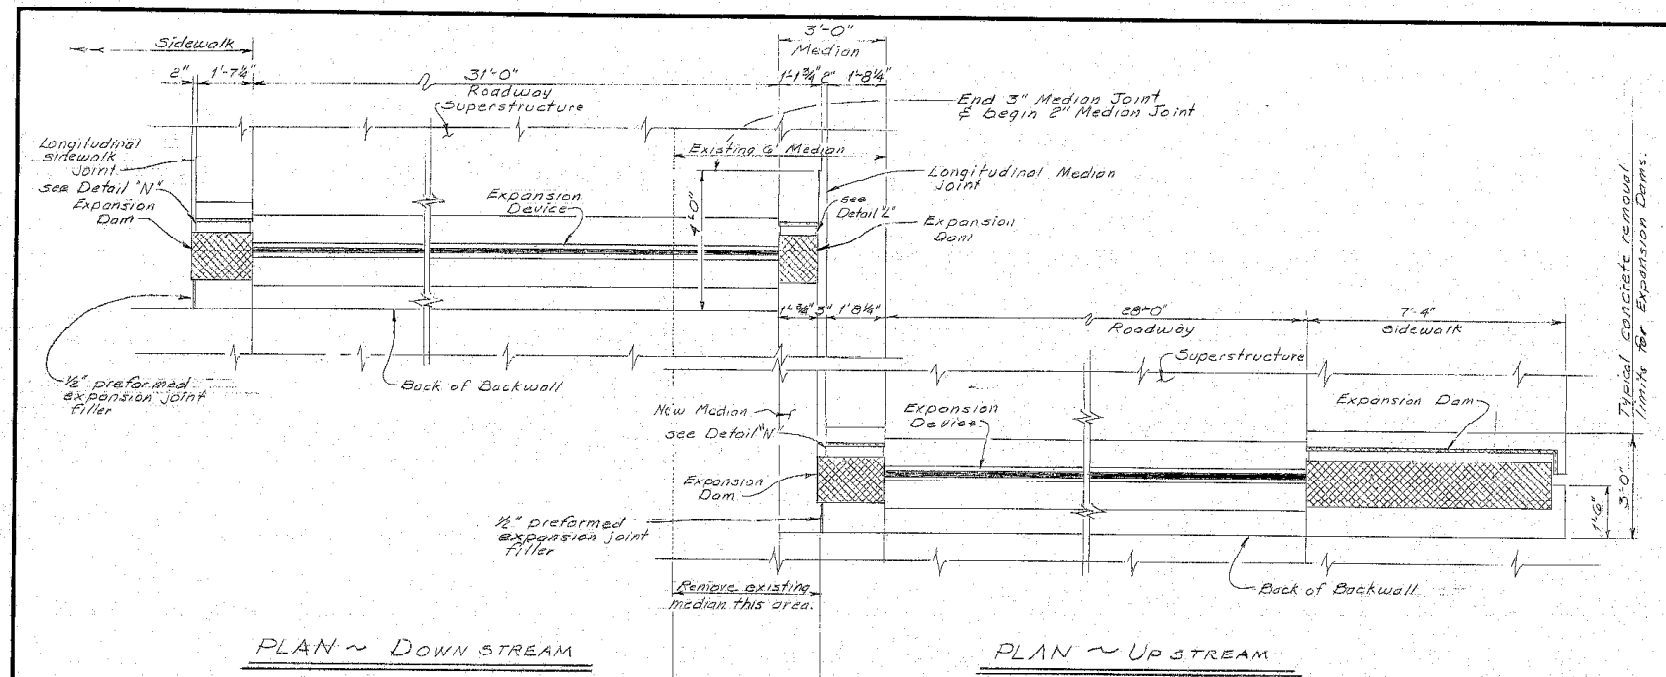 Sidewalk
2" 1'-7¼"
31'-0"
Roadway
Superstructure
3'-0"
Median
1'-1¾" 2" 1'-8¼"
End 3" Median Joint
& begin 2" Median Joint
Longitudinal
sidewalk
Joint
see Detail "N"
Expansion
Dam
Existing 6' Median
Expansion
Device
4'-0"
Longitudinal Median
Joint
see
Detail "L"
Expansion
Dam
1'-¾" 3" 1'8¼"
28'-0"
Roadway
7'-4"
Sidewalk
Typical concrete removal
limits for Expansion Dams.
Superstructure
½" preformed
expansion joint
filler
Back of Backwall
New Median
see Detail "N"
Expansion
Device
Expansion Dam
Expansion
Dam
½" preformed
expansion joint
filler
1'-6"
3'-0"
Remove existing
median this area.
Back of Backwall
PLAN ~ DOWN STREAM
PLAN ~ UP STREAM